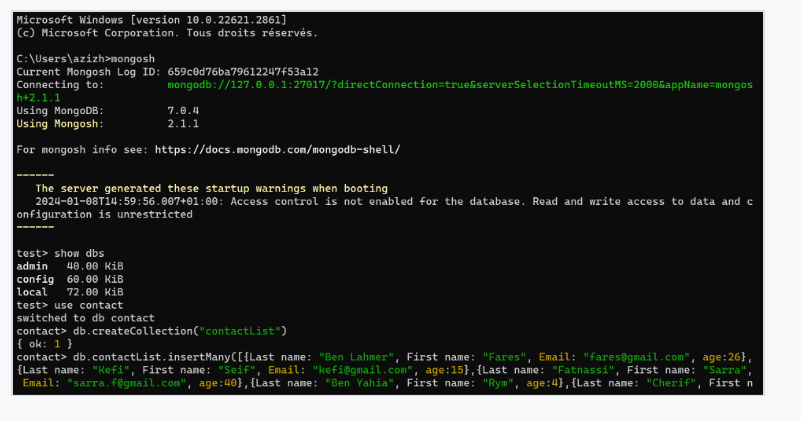 Microsoft Windows [version 10.0.22621.2861]
(c) Microsoft Corporation. Tous droits réservés.
C:\Users\azizh>mongosh
Current Mongosh Log ID: 659c0d76ba79612247f53a12
Connecting to:          mongodb://127.0.0.1:27017/?directConnection=true&serverSelectionTimeoutMS=2000&appName=mongos
h+2.1.1
Using MongoDB:          7.0.4
Using Mongosh:          2.1.1
For mongosh info see: https://docs.mongodb.com/mongodb-shell/
------
   The server generated these startup warnings when booting
   2024-01-08T14:59:56.007+01:00: Access control is not enabled for the database. Read and write access to data and c
onfiguration is unrestricted
------
test> show dbs
admin   40.00 KiB
config  60.00 KiB
local   72.00 KiB
test> use contact
switched to db contact
contact> db.createCollection("contactList")
{ ok: 1 }
contact> db.contactList.insertMany([{Last name: "Ben Lahmer", First name: "Fares", Email: "fares@gmail.com", age:26},
{Last name: "Kefi", First name: "Seif", Email: "kefi@gmail.com", age:15},{Last name: "Fatnassi", First name: "Sarra",
 Email: "sarra.f@gmail.com", age:40},{Last name: "Ben Yahia", First name: "Rym", age:4},{Last name: "Cherif", First n